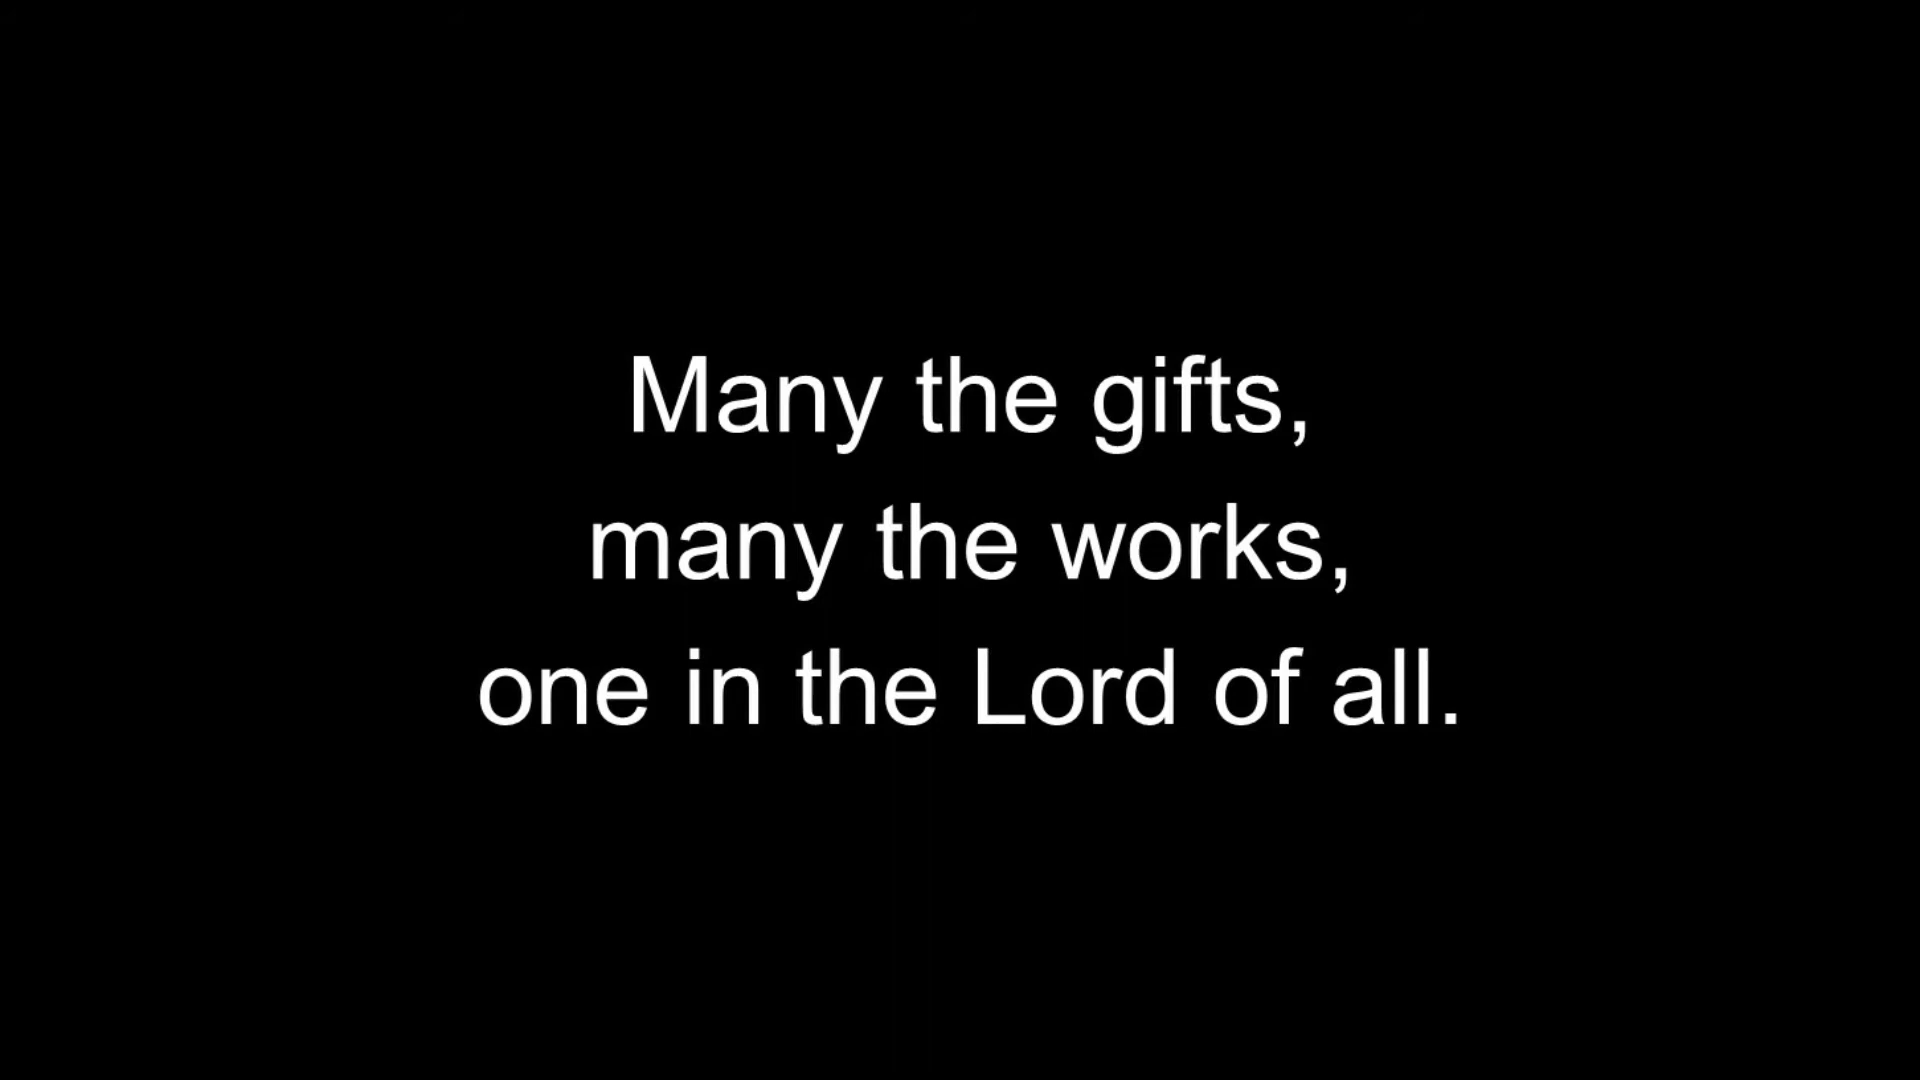 Many the gifts,
many the works,
one in the Lord of all.